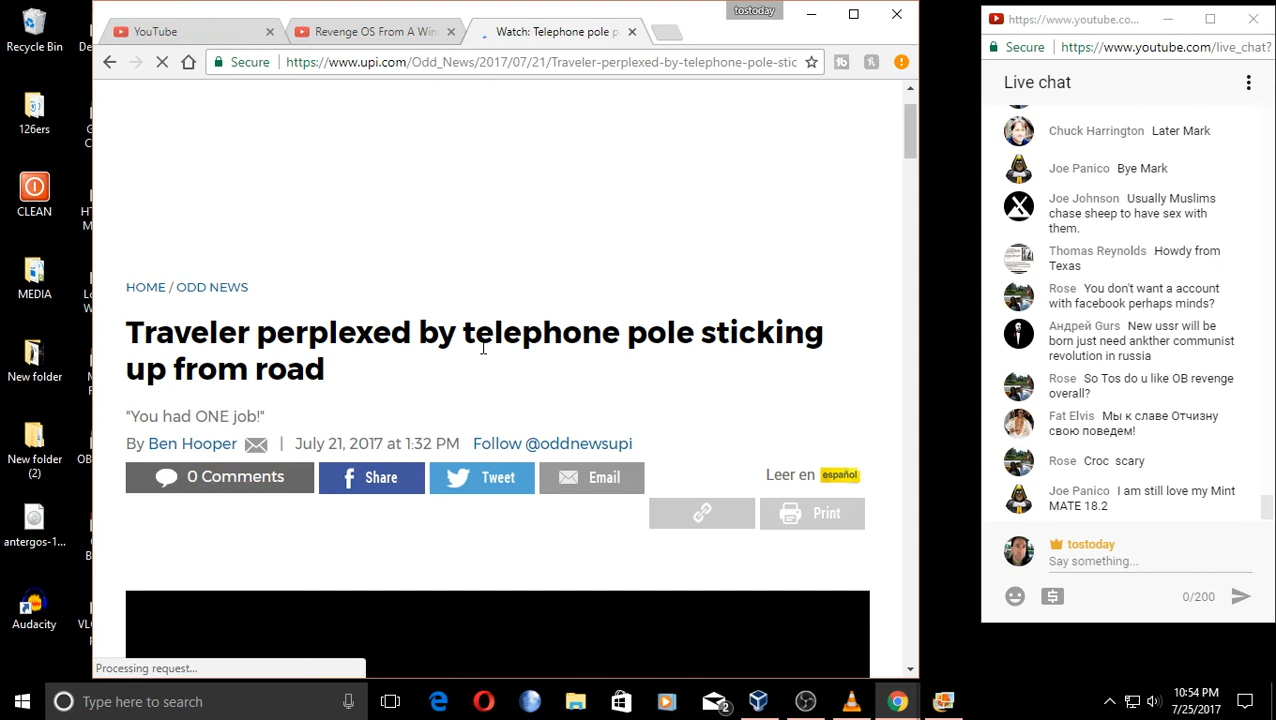 tostoday
YouTube
Revenge OS From A Win
Watch: Telephone pole p
Secure
https://www.upi.com/Odd_News/2017/07/21/Traveler-perplexed-by-telephone-pole-stic
Recycle Bin
126ers
CLEAN
MEDIA
New folder
New folder
(2)
antergos-1...
Audacity
HOME / ODD NEWS
Traveler perplexed by telephone pole sticking
up from road
"You had ONE job!"
By Ben Hooper | July 21, 2017 at 1:32 PM Follow @oddnewsupi
0 Comments
Share
Tweet
Email
Leer en español
Print
Processing request...
https://www.youtube.co...
Secure
https://www.youtube.com/live_chat?
Live chat
Chuck Harrington Later Mark
Joe Panico Bye Mark
Joe Johnson Usually Muslims
chase sheep to have sex with
them.
Thomas Reynolds Howdy from
Texas
Rose You don't want a account
with facebook perhaps minds?
Андрей Gurs New ussr will be
born just need ankther communist
revolution in russia
Rose So Tos do u like OB revenge
overall?
Fat Elvis Мы к славе Отчизну
свою поведем!
Rose Croc scary
Joe Panico I am still love my Mint
MATE 18.2
tostoday
Say something...
0/200
Type here to search
2
10:54 PM
7/25/2017